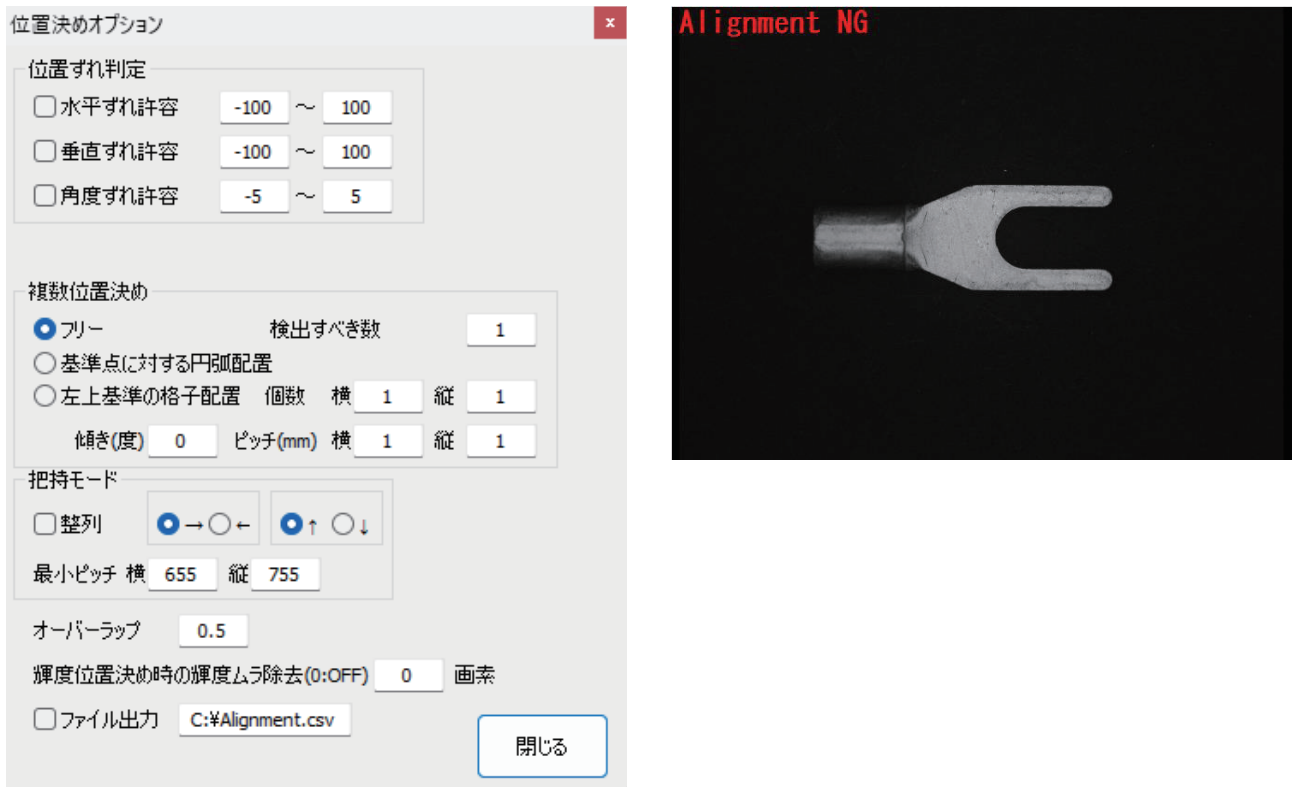 位置決めオプション x
位置ずれ判定
水平ずれ許容 -100 ～ 100
垂直ずれ許容 -100 ～ 100
角度ずれ許容 -5 ～ 5
複数位置決め
フリー 検出すべき数 1
基準点に対する円弧配置
左上基準の格子配置 個数 横 1 縦 1
傾き(度) 0 ピッチ(mm) 横 1 縦 1
把持モード
整列 → ← ↑ ↓
最小ピッチ 横 655 縦 755
オーバーラップ 0.5
輝度位置決め時の輝度ムラ除去(0:OFF) 0 画素
ファイル出力 C:¥Alignment.csv
閉じる
Alignment NG